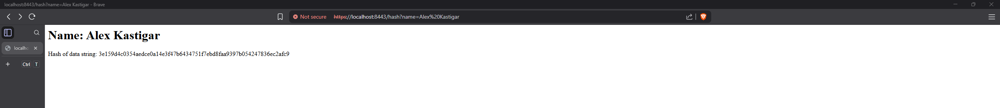 localhost:8443/hash?name=Alex Kastigar - Brave
Not secure https://localhost:8443/hash?name=Alex%20Kastigar
Name: Alex Kastigar
localho
Hash of data string: 3e159d4c0354aedce0a14e3f47b6434751f7ebd8faa9397b054247836ec2afc9
Ctrl T